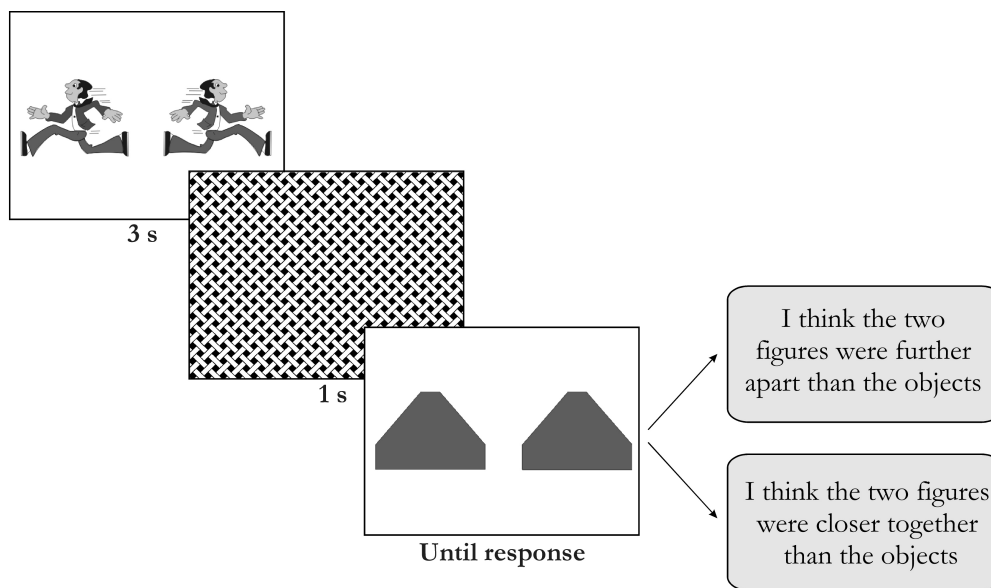 3 s
1 s
Until response
I think the two
figures were further
apart than the objects
I think the two figures
were closer together
than the objects